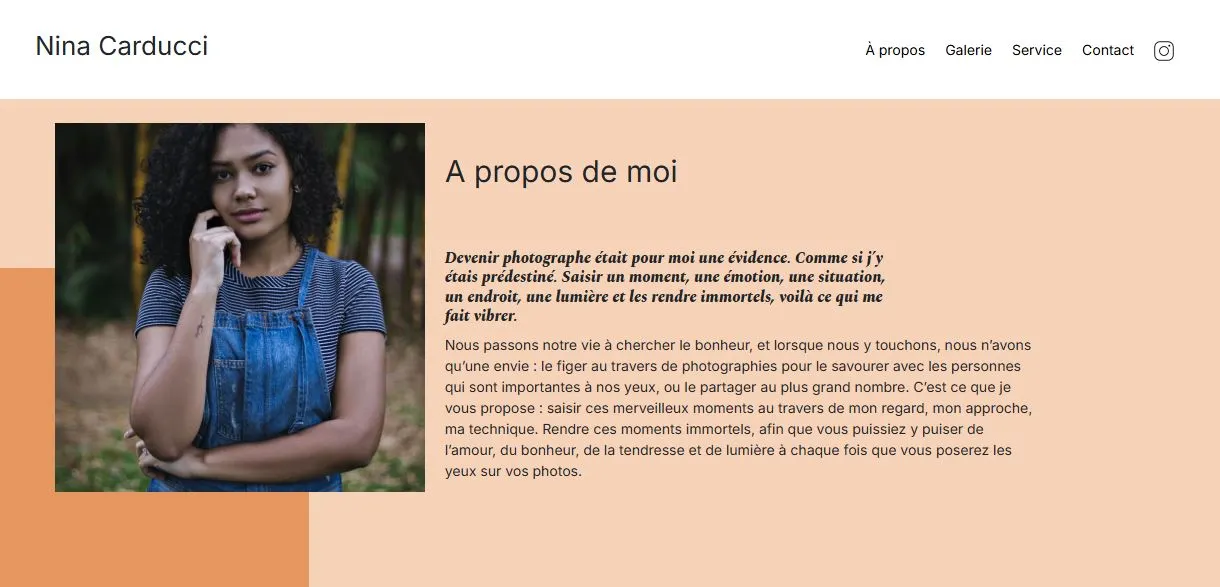 Nina Carducci
À propos Galerie Service Contact
A propos de moi
Devenir photographe était pour moi une évidence. Comme si j'y
étais prédestiné. Saisir un moment, une émotion, une situation,
un endroit, une lumière et les rendre immortels, voilà ce qui me
fait vibrer.
Nous passons notre vie à chercher le bonheur, et lorsque nous y touchons, nous n’avons
qu’une envie : le figer au travers de photographies pour le savourer avec les personnes
qui sont importantes à nos yeux, ou le partager au plus grand nombre. C’est ce que je
vous propose : saisir ces merveilleux moments au travers de mon regard, mon approche,
ma technique. Rendre ces moments immortels, afin que vous puissiez y puiser de
l’amour, du bonheur, de la tendresse et de lumière à chaque fois que vous poserez les
yeux sur vos photos.